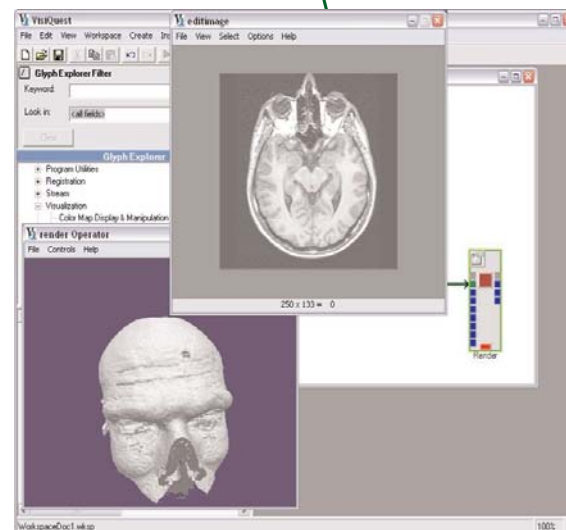 VisiQuest
File Edit View Workspace Create
Glyph Explorer Filter
Keyword
Look in:
<all fields>
Clear
Glyph Explorer
Program Utilities
Registration
Stream
Visualization
Color Map Display & Manipulation
editimage
File View Select Options Help
250 x 133 = 0
render Operator
File Controls Help
Render
WorkspaceDoc1.wksp
100%